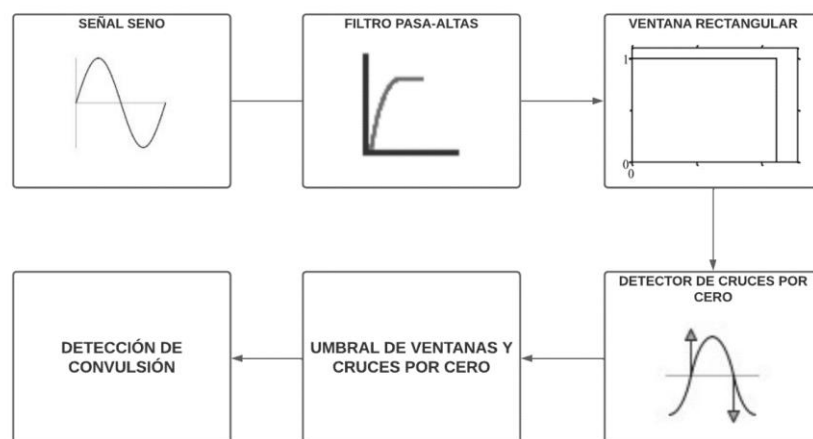 SEÑAL SENO
FILTRO PASA-ALTAS
VENTANA RECTANGULAR
1
0
0
DETECTOR DE CRUCES POR
CERO
UMBRAL DE VENTANAS Y
CRUCES POR CERO
DETECCIÓN DE
CONVULSIÓN